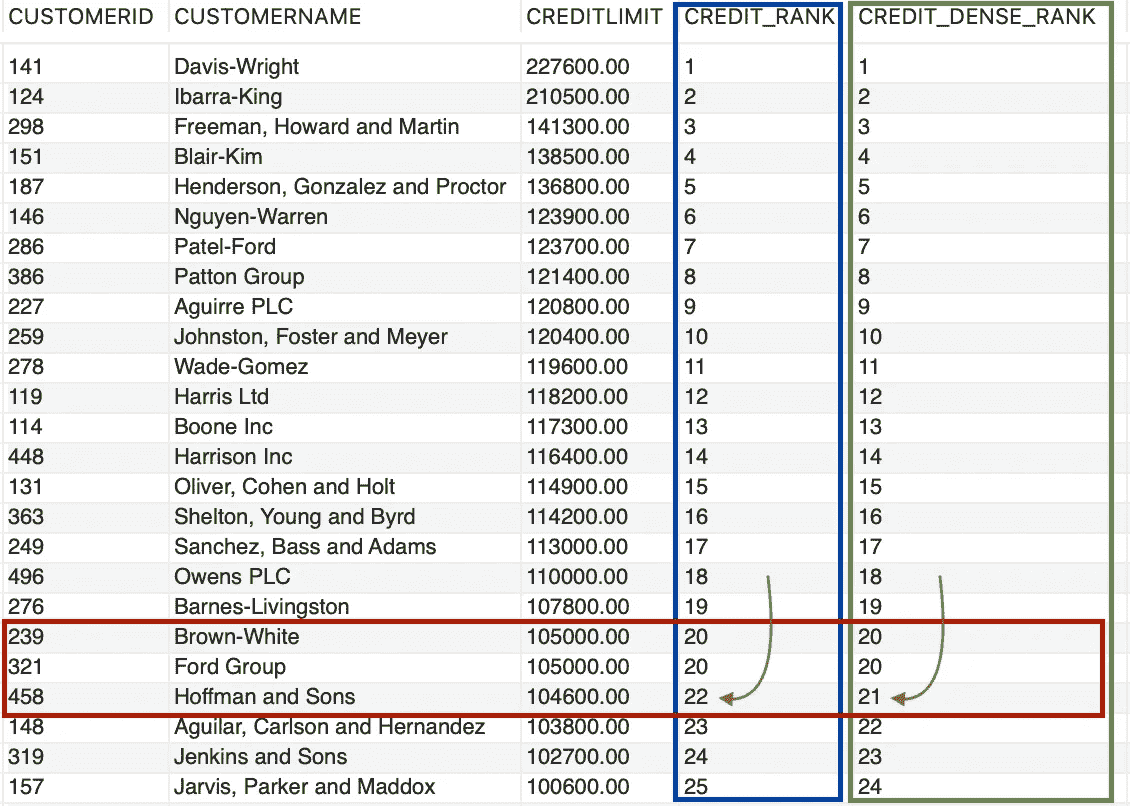 CUSTOMERID CUSTOMERNAME CREDITLIMIT CREDIT_RANK CREDIT_DENSE_RANK
141 Davis-Wright 227600.00 1 1
124 Ibarra-King 210500.00 2 2
298 Freeman, Howard and Martin 141300.00 3 3
151 Blair-Kim 138500.00 4 4
187 Henderson, Gonzalez and Proctor 136800.00 5 5
146 Nguyen-Warren 123900.00 6 6
286 Patel-Ford 123700.00 7 7
386 Patton Group 121400.00 8 8
227 Aguirre PLC 120800.00 9 9
259 Johnston, Foster and Meyer 120400.00 10 10
278 Wade-Gomez 119600.00 11 11
119 Harris Ltd 118200.00 12 12
114 Boone Inc 117300.00 13 13
448 Harrison Inc 116400.00 14 14
131 Oliver, Cohen and Holt 114900.00 15 15
363 Shelton, Young and Byrd 114200.00 16 16
249 Sanchez, Bass and Adams 113000.00 17 17
496 Owens PLC 110000.00 18 18
276 Barnes-Livingston 107800.00 19 19
239 Brown-White 105000.00 20 20
321 Ford Group 105000.00 20 20
458 Hoffman and Sons 104600.00 22 21
148 Aguilar, Carlson and Hernandez 103800.00 23 22
319 Jenkins and Sons 102700.00 24 23
157 Jarvis, Parker and Maddox 100600.00 25 24